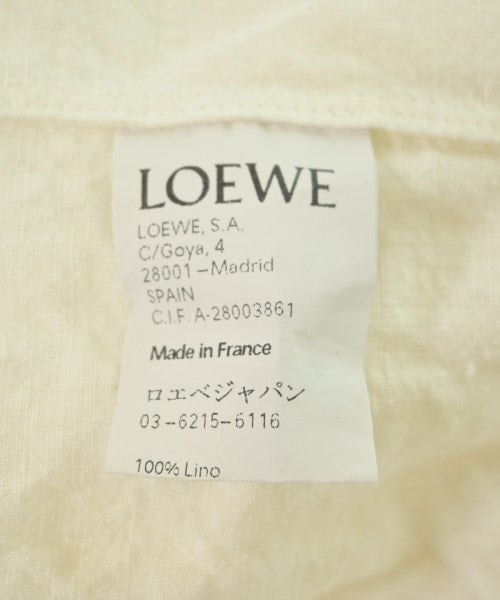 LOEWE
LOEWE, S.A.
C/Goya, 4
28001-Madrid
SPAIN
C.I.F. A-28003861
Made in France
ロエベジャパン
03-6215-6116
100% Lino